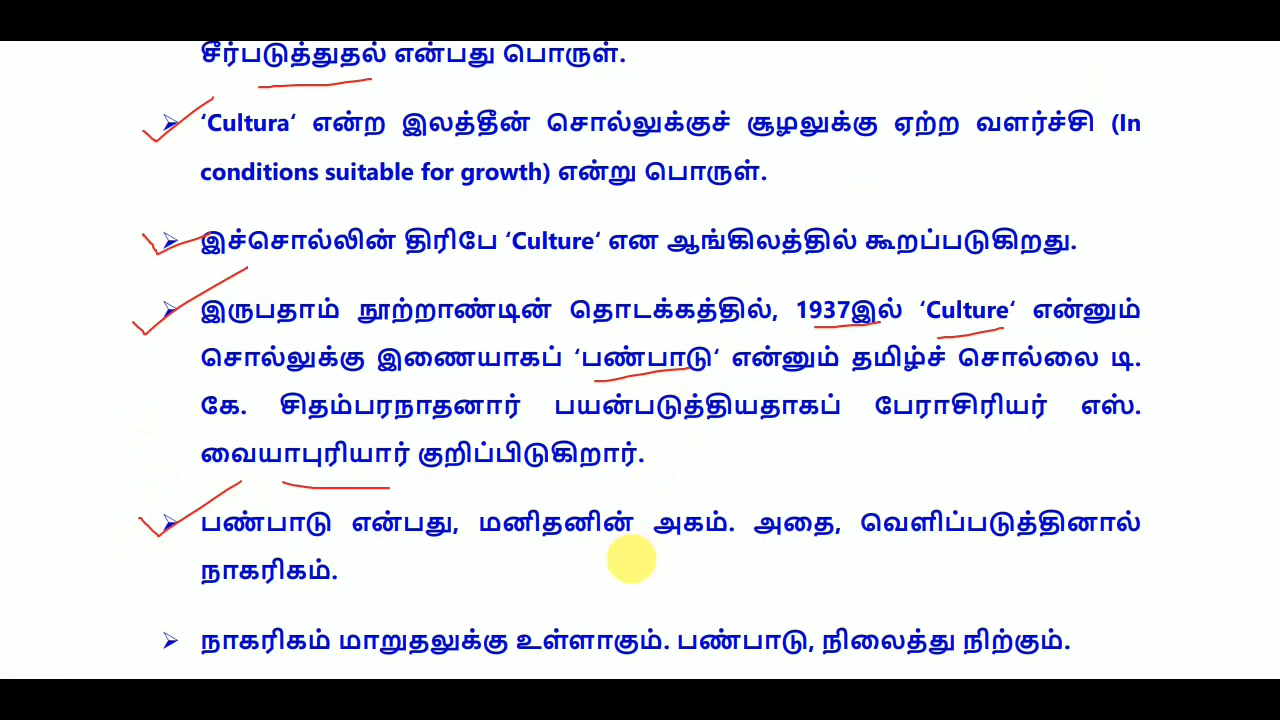 சீர்படுத்துதல் என்பது பொருள்.
‘Cultura‘ என்ற இலத்தீன் சொல்லுக்குச் சூழலுக்கு ஏற்ற வளர்ச்சி (In
conditions suitable for growth) என்று பொருள்.
இச்சொல்லின் திரிபே ‘Culture‘ என ஆங்கிலத்தில் கூறப்படுகிறது.
இருபதாம் நூற்றாண்டின் தொடக்கத்தில், 1937இல் ‘Culture‘ என்னும்
சொல்லுக்கு இணையாகப் ‘பண்பாடு‘ என்னும் தமிழ்ச் சொல்லை டி.
கே. சிதம்பரநாதனார் பயன்படுத்தியதாகப் பேராசிரியர் எஸ்.
வையாபுரியார் குறிப்பிடுகிறார்.
பண்பாடு என்பது, மனிதனின் அகம். அதை, வெளிப்படுத்தினால்
நாகரிகம்.
நாகரிகம் மாறுதலுக்கு உள்ளாகும். பண்பாடு, நிலைத்து நிற்கும்.